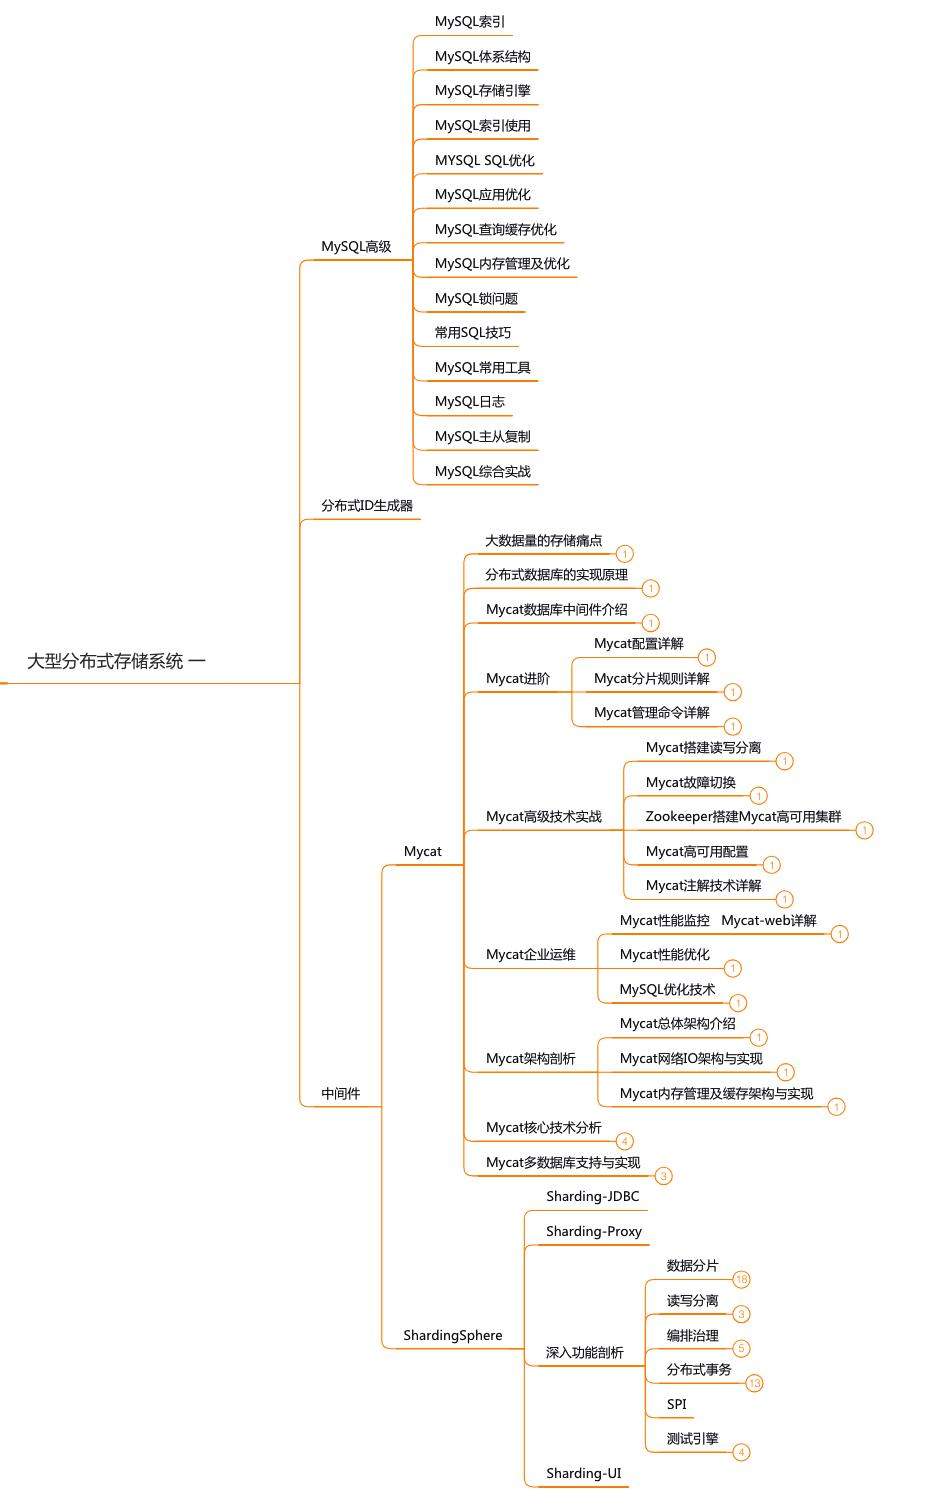 MySQL索引
MySQL体系结构
MySQL存储引擎
MySQL索引使用
MYSQL SQL优化
MySQL应用优化
MySQL查询缓存优化
MySQL高级
MySQL内存管理及优化
MySQL锁问题
常用SQL技巧
MySQL常用工具
MySQL日志
MySQL主从复制
MySQL综合实战
分布式ID生成器
大数据量的存储痛点 1
分布式数据库的实现原理 1
Mycat数据库中间件介绍 1
Mycat配置详解 1
大型分布式存储系统 一
Mycat进阶
Mycat分片规则详解 1
Mycat管理命令详解 1
Mycat搭建读写分离 1
Mycat故障切换 1
Mycat高级技术实战
Zookeeper搭建Mycat高可用集群 1
Mycat
Mycat高可用配置 1
Mycat注解技术详解 1
Mycat性能监控 Mycat-web详解 1
Mycat企业运维
Mycat性能优化 1
MySQL优化技术 1
Mycat总体架构介绍 1
Mycat架构剖析
Mycat网络IO架构与实现 1
中间件
Mycat内存管理及缓存架构与实现 1
Mycat核心技术分析 4
Mycat多数据库支持与实现 3
Sharding-JDBC
Sharding-Proxy
数据分片 18
读写分离 3
ShardingSphere
编排治理 5
深入功能剖析
分布式事务 13
SPI
测试引擎 4
Sharding-UI